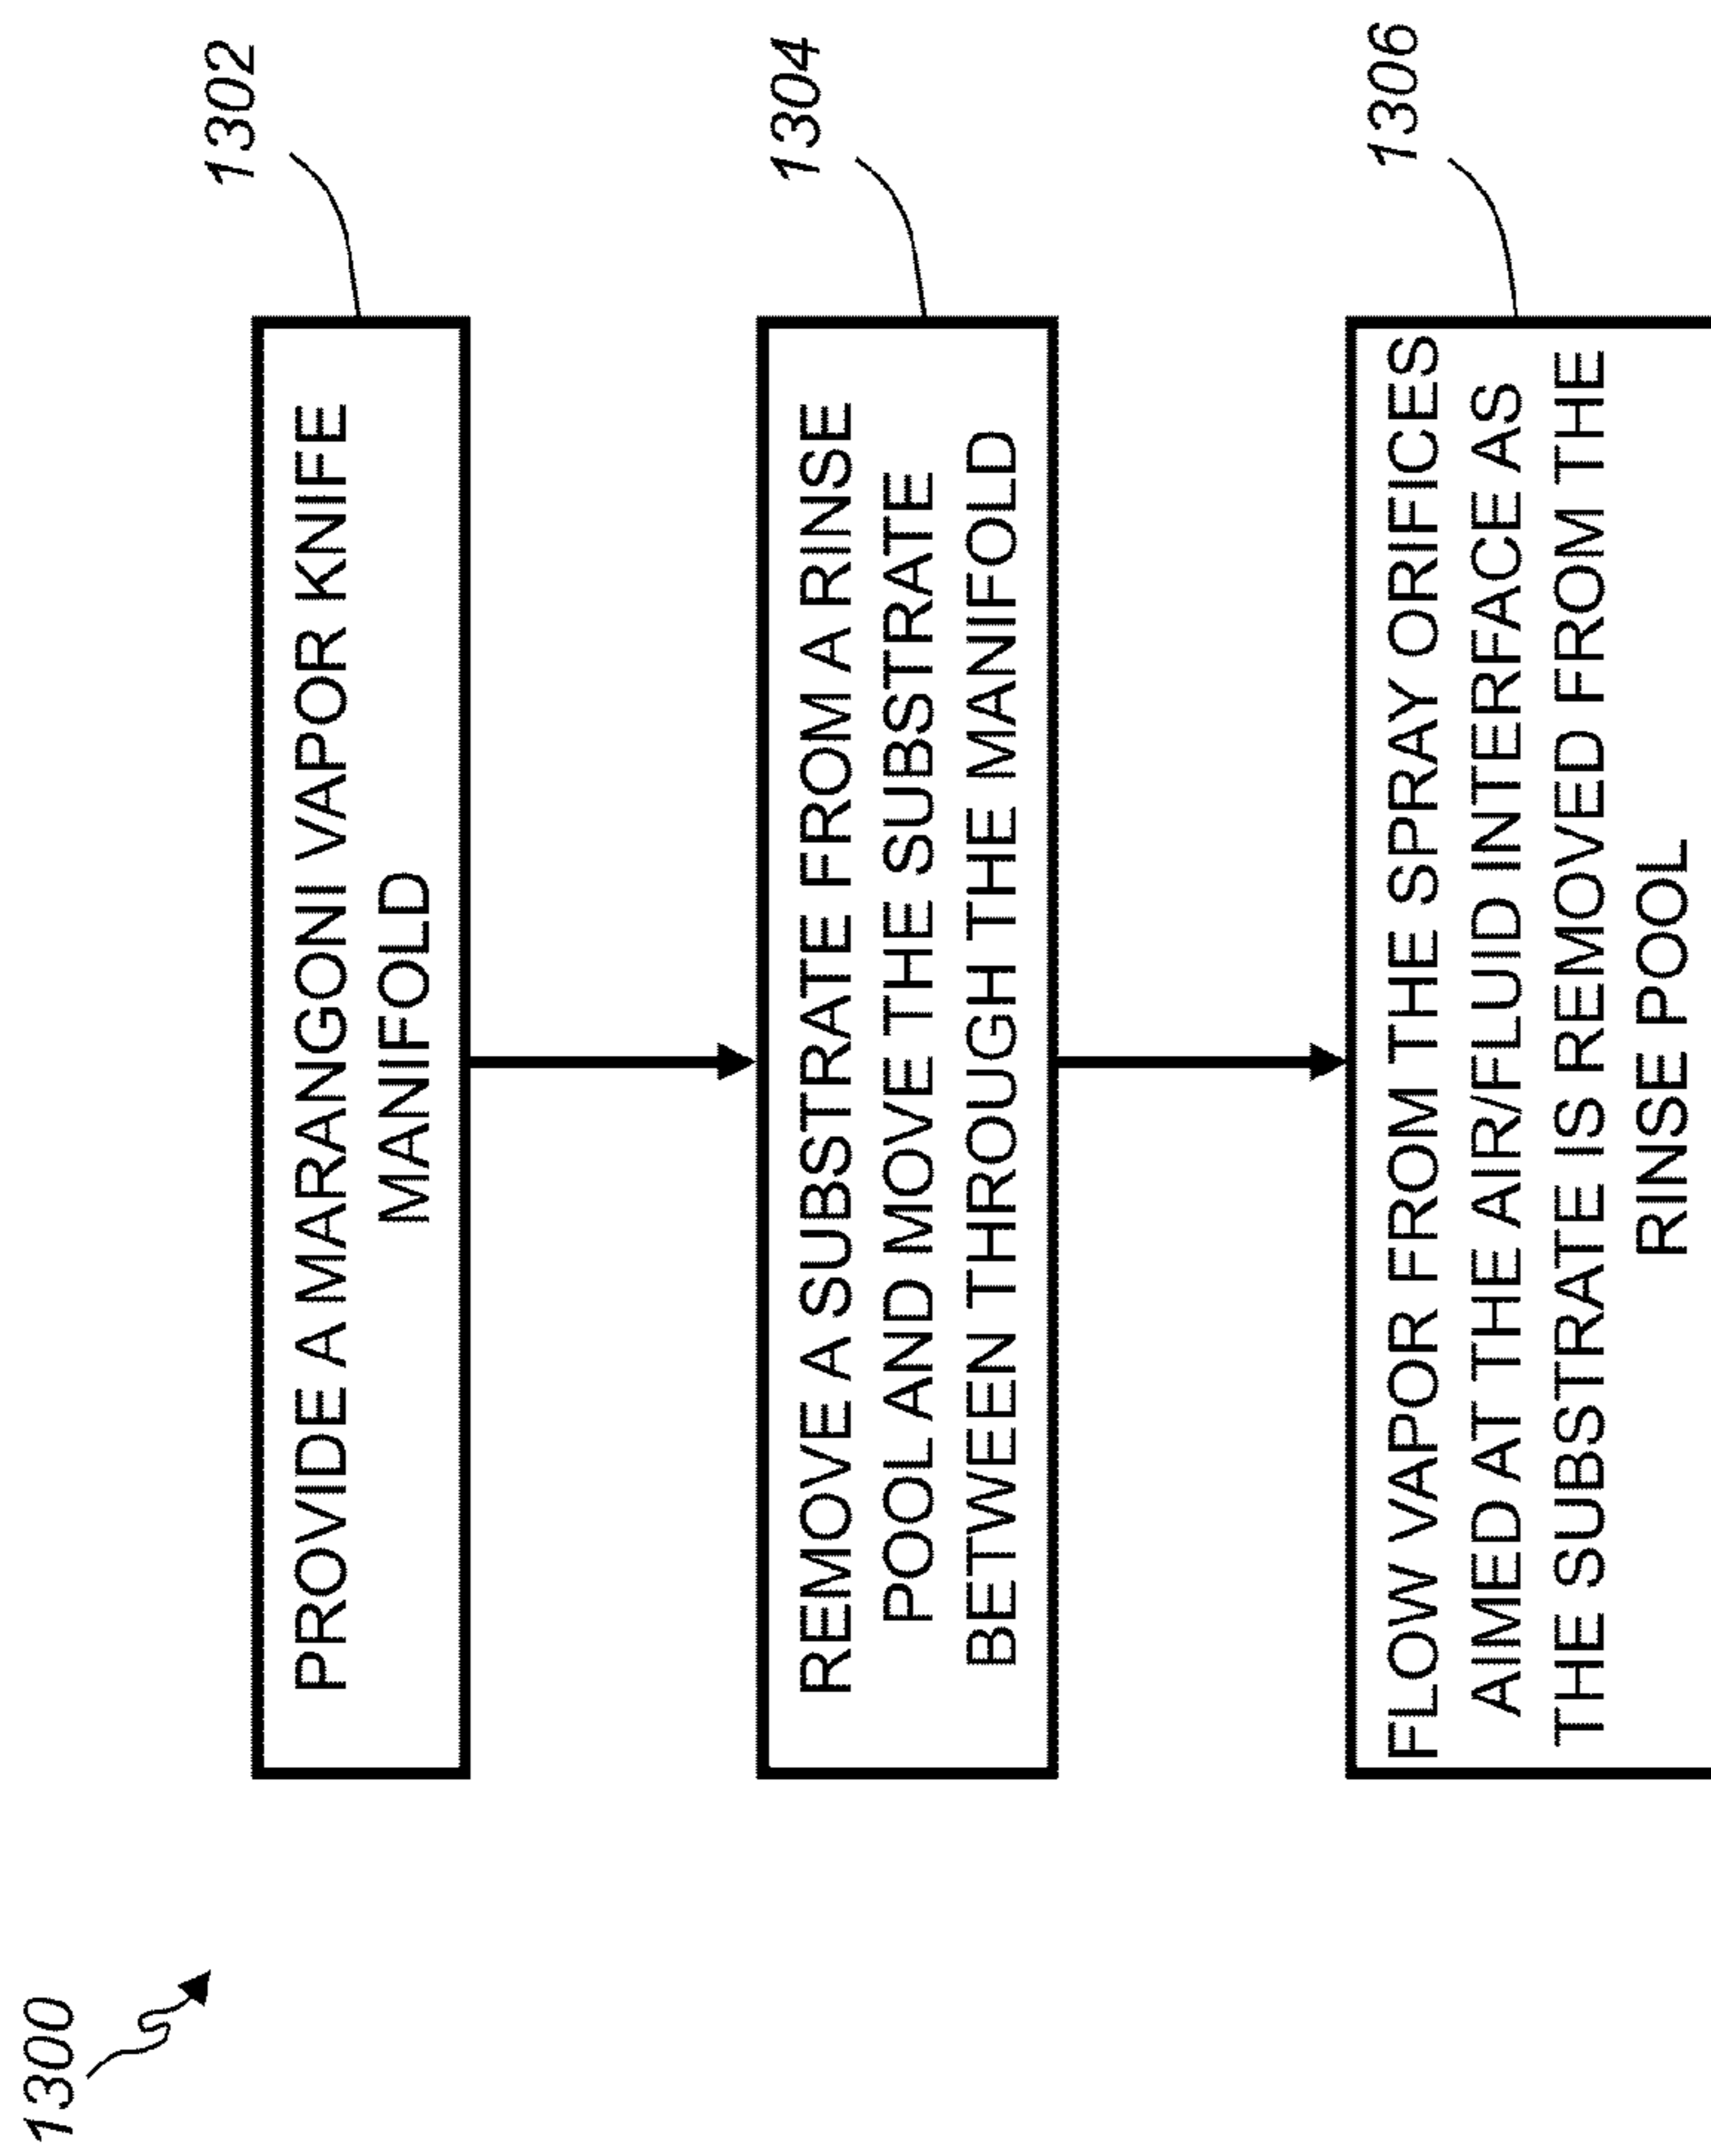 1300
1302
PROVIDE A MARANGONI VAPOR KNIFE
MANIFOLD
1304
REMOVE A SUBSTRATE FROM A RINSE
POOL AND MOVE THE SUBSTRATE
BETWEEN THROUGH THE MANIFOLD
1306
FLOW VAPOR FROM THE SPRAY ORIFICES
AIMED AT THE AIR/FLUID INTERFACE AS
THE SUBSTRATE IS REMOVED FROM THE
RINSE POOL